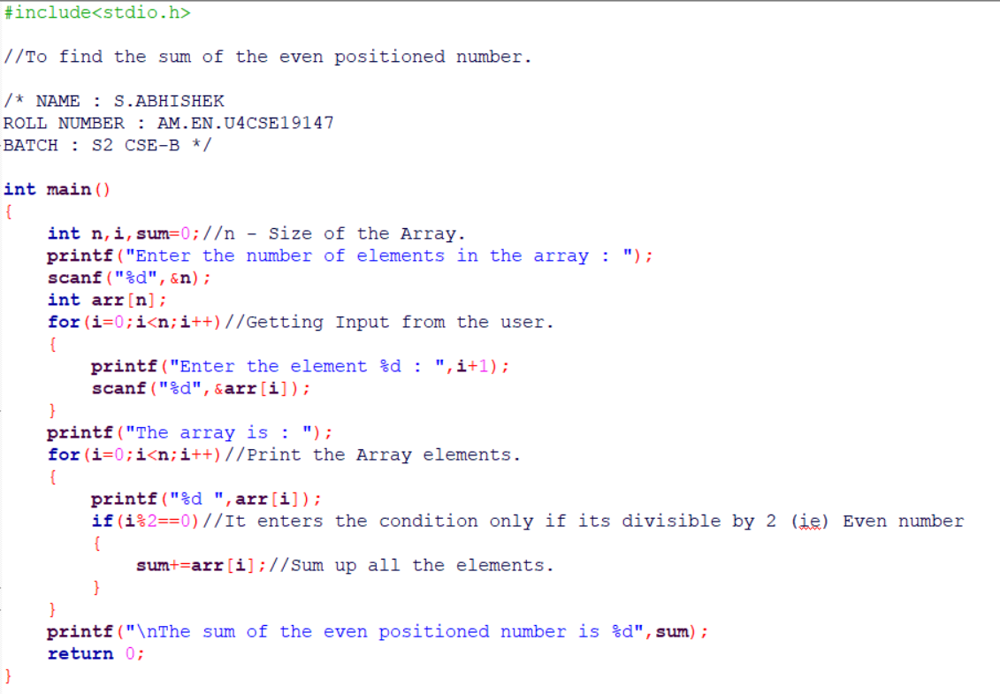 #include<stdio.h>
//To find the sum of the even positioned number.
/* NAME : S.ABHISHEK
ROLL NUMBER : AM.EN.U4CSE19147
BATCH : S2 CSE-B */
int main()
{
    int n,i,sum=0;//n - Size of the Array.
    printf("Enter the number of elements in the array : ");
    scanf("%d",&n);
    int arr[n];
    for(i=0;i<n;i++)//Getting Input from the user.
    {
        printf("Enter the element %d : ",i+1);
        scanf("%d",&arr[i]);
    }
    printf("The array is : ");
    for(i=0;i<n;i++)//Print the Array elements.
    {
        printf("%d ",arr[i]);
        if(i%2==0)//It enters the condition only if its divisible by 2 (ie) Even number
        {
            sum+=arr[i];//Sum up all the elements.
        }
    }
    printf("\nThe sum of the even positioned number is %d",sum);
    return 0;
}